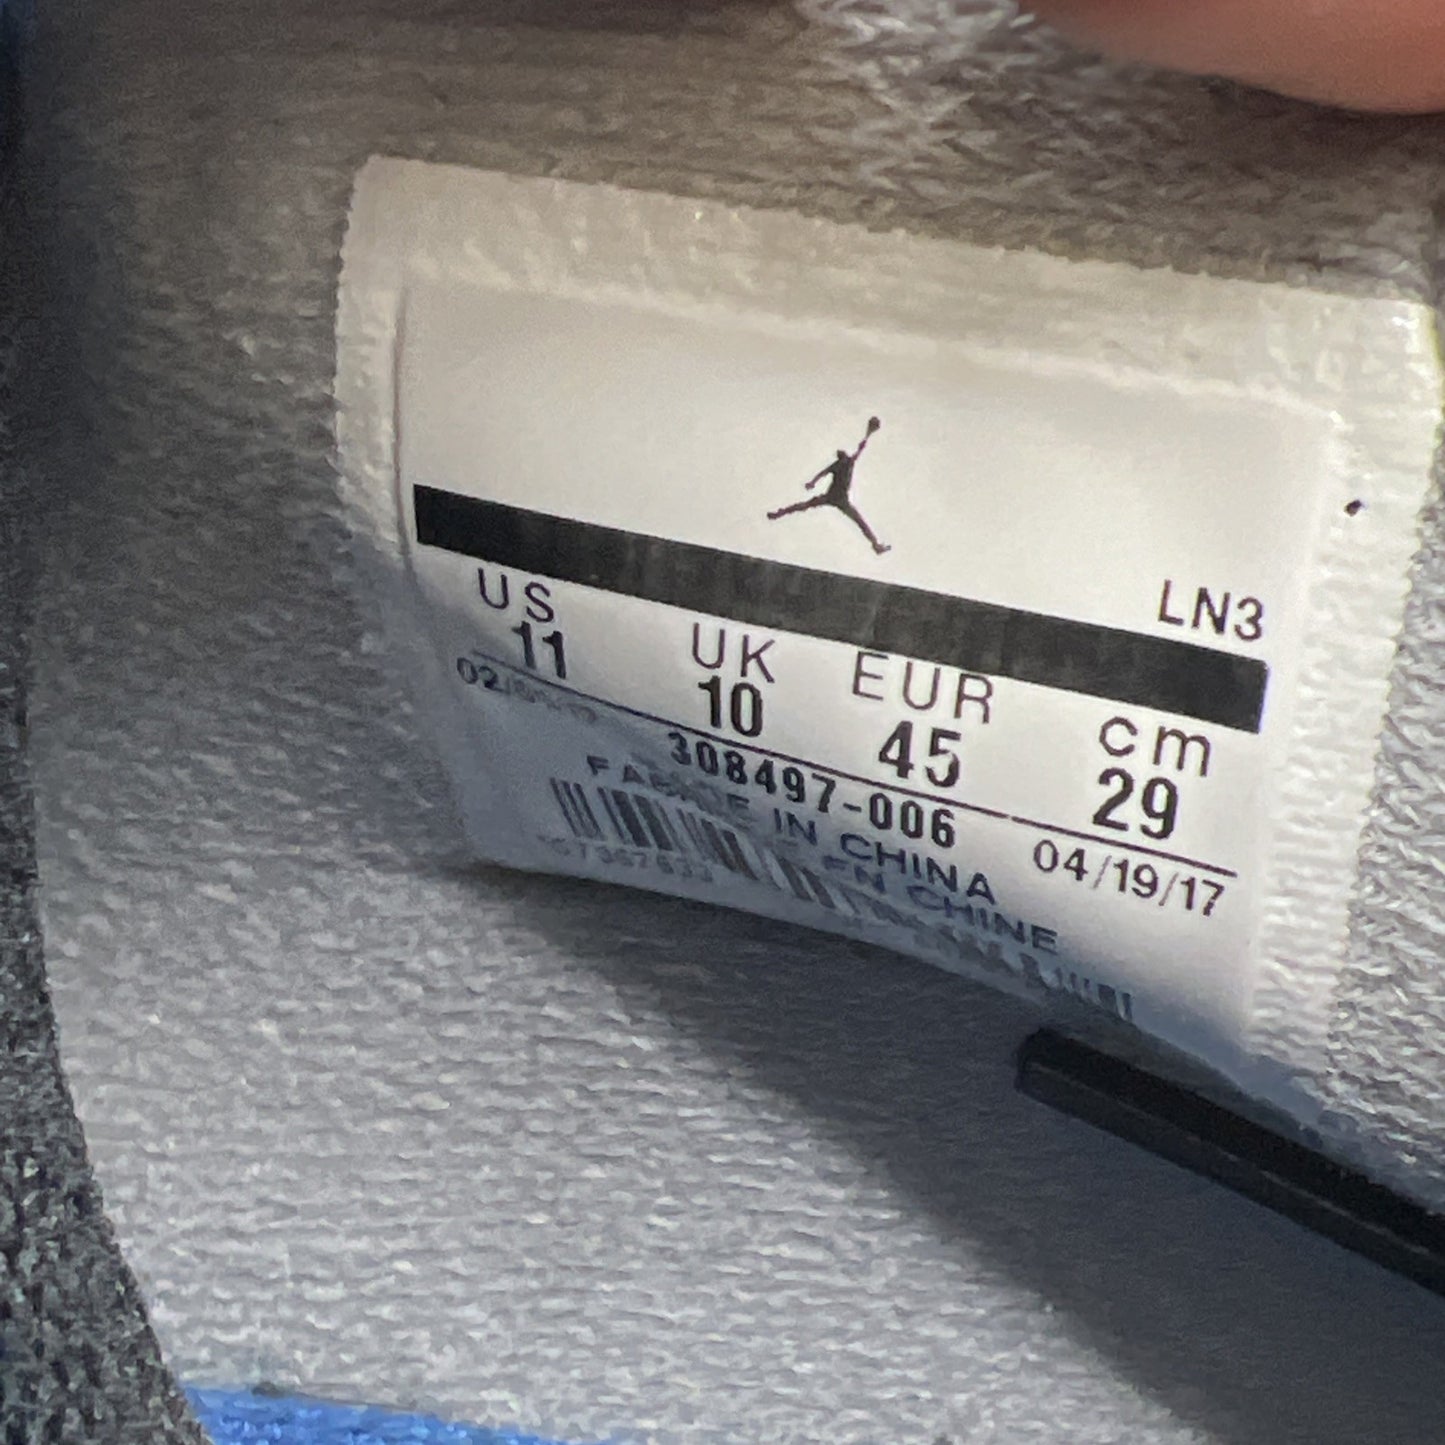 LN3
US UK EUR cm
11 10 45 29
04/19/17
308497-006
IN CHINA
EN CHINE